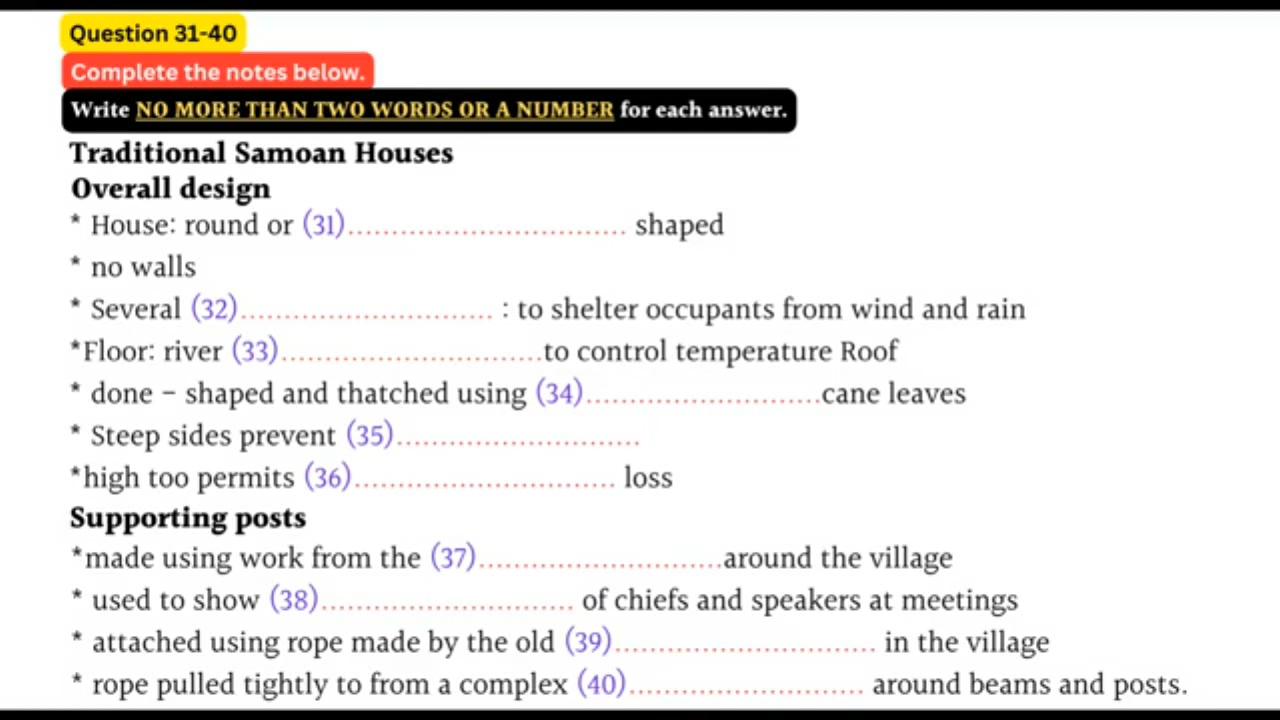 Question 31-40
Complete the notes below.
Write NO MORE THAN TWO WORDS OR A NUMBER for each answer.
Traditional Samoan Houses
Overall design
* House: round or (31)................................ shaped
* no walls
* Several (32)............................. : to shelter occupants from wind and rain
*Floor: river (33)..............................to control temperature Roof
* done – shaped and thatched using (34)...........................cane leaves
* Steep sides prevent (35)............................
*high too permits (36).............................. loss
Supporting posts
*made using work from the (37)............................around the village
* used to show (38)............................. of chiefs and speakers at meetings
* attached using rope made by the old (39).............................. in the village
* rope pulled tightly to from a complex (40)........................... around beams and posts.